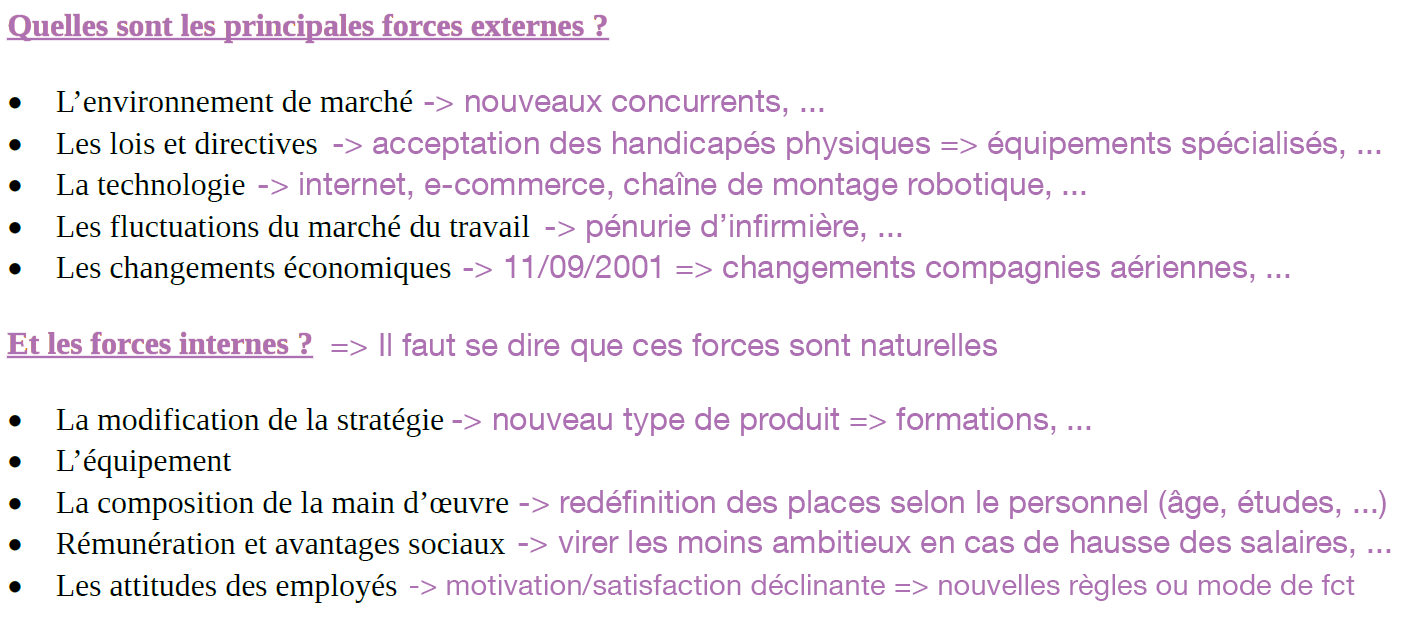 Quelles sont les principales forces externes ?
• L’environnement de marché -> nouveaux concurrents, ...
• Les lois et directives -> acceptation des handicapés physiques => équipements spécialisés, ...
• La technologie -> internet, e-commerce, chaîne de montage robotique, ...
• Les fluctuations du marché du travail -> pénurie d’infirmière, ...
• Les changements économiques -> 11/09/2001 => changements compagnies aériennes, ...
Et les forces internes ? => Il faut se dire que ces forces sont naturelles
• La modification de la stratégie -> nouveau type de produit => formations, ...
• L’équipement
• La composition de la main d’œuvre -> redéfinition des places selon le personnel (âge, études, ...)
• Rémunération et avantages sociaux -> virer les moins ambitieux en cas de hausse des salaires, ...
• Les attitudes des employés -> motivation/satisfaction déclinante => nouvelles règles ou mode de fct